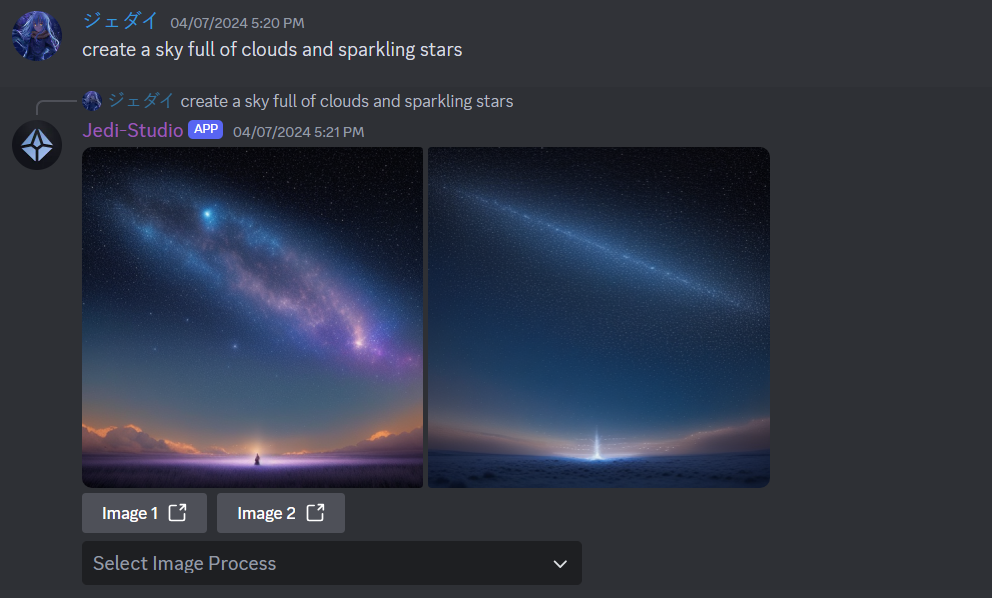 ジェダイ 04/07/2024 5:20 PM
create a sky full of clouds and sparkling stars
ジェダイ create a sky full of clouds and sparkling stars
Jedi-Studio APP 04/07/2024 5:21 PM
Image 1 Image 2
Select Image Process